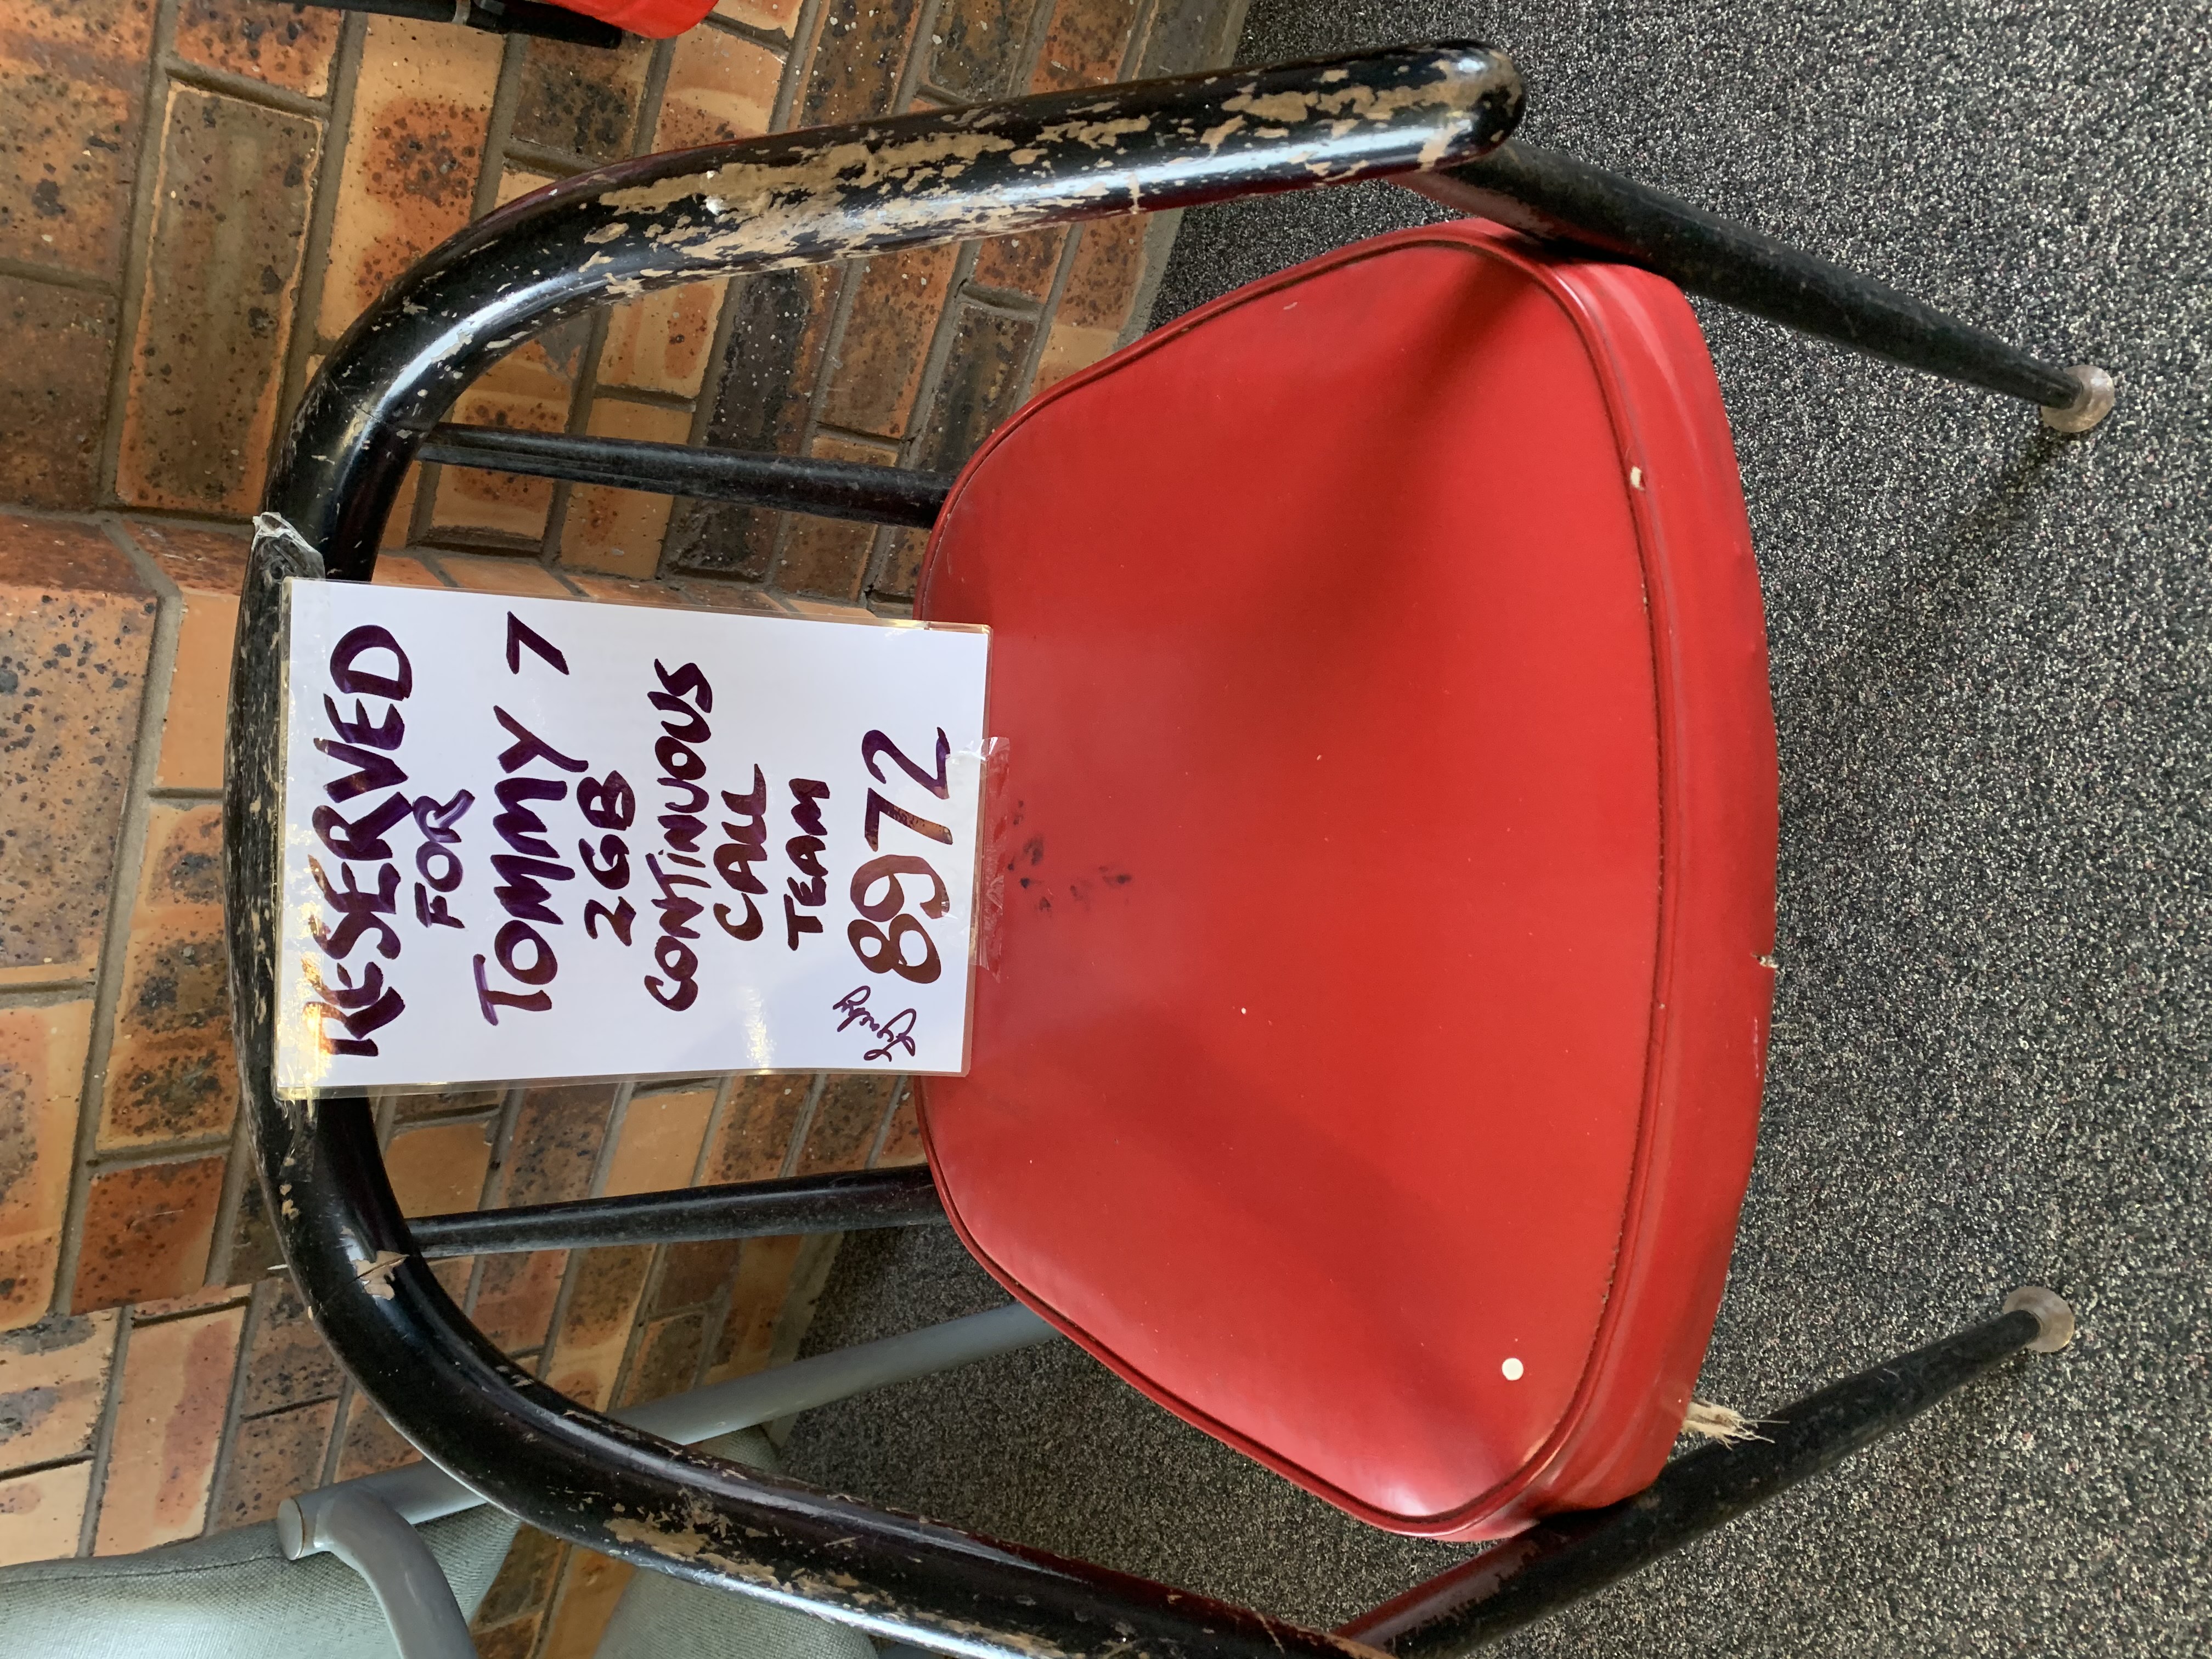 RESERVED
FOR
TOMMY 7
2GB
CONTINUOUS
CALL
TEAM
8972